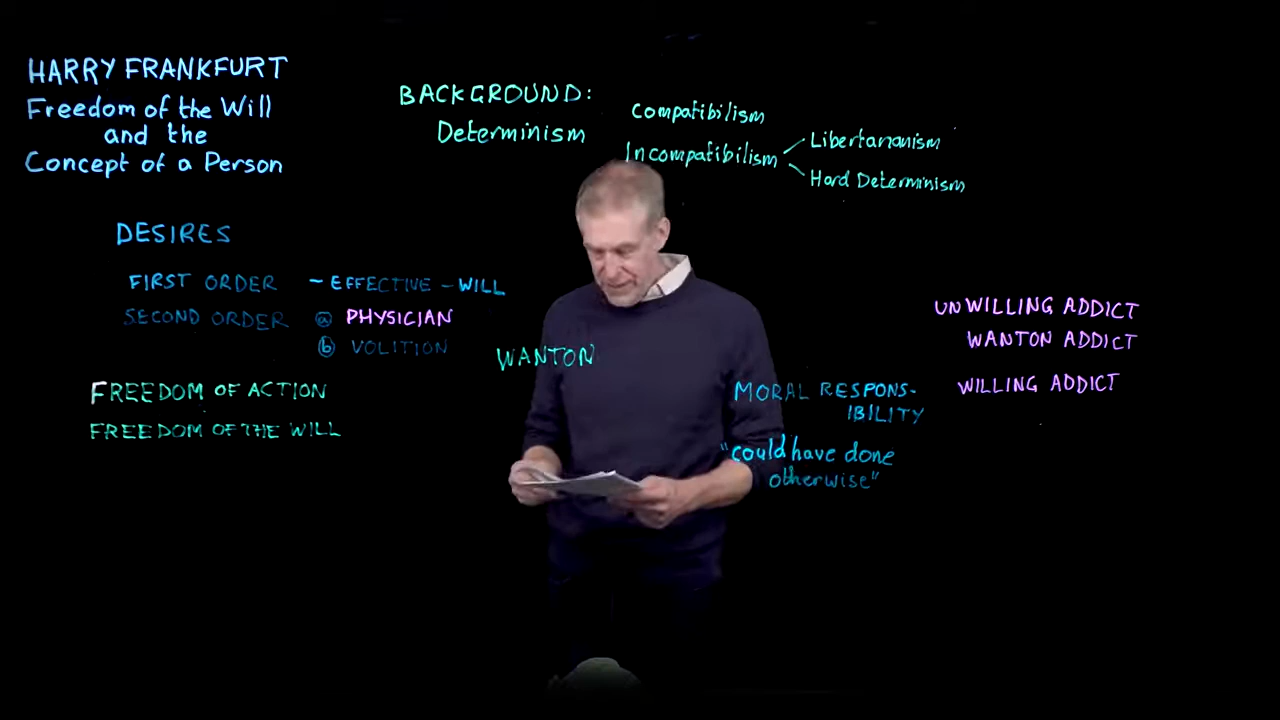 HARRY FRANKFURT
Freedom of the Will
and the
Concept of a Person
BACKGROUND:
Determinism
Compatibilism
Incompatibilism
Libertarianism
Hard Determinism
DESIRES
FIRST ORDER - EFFECTIVE - WILL
SECOND ORDER ⓐ PHYSICIAN
ⓑ VOLITION
WANTON
FREEDOM OF ACTION
FREEDOM OF THE WILL
MORAL RESPONS-
IBILITY
"could have done
otherwise"
UNWILLING ADDICT
WANTON ADDICT
WILLING ADDICT